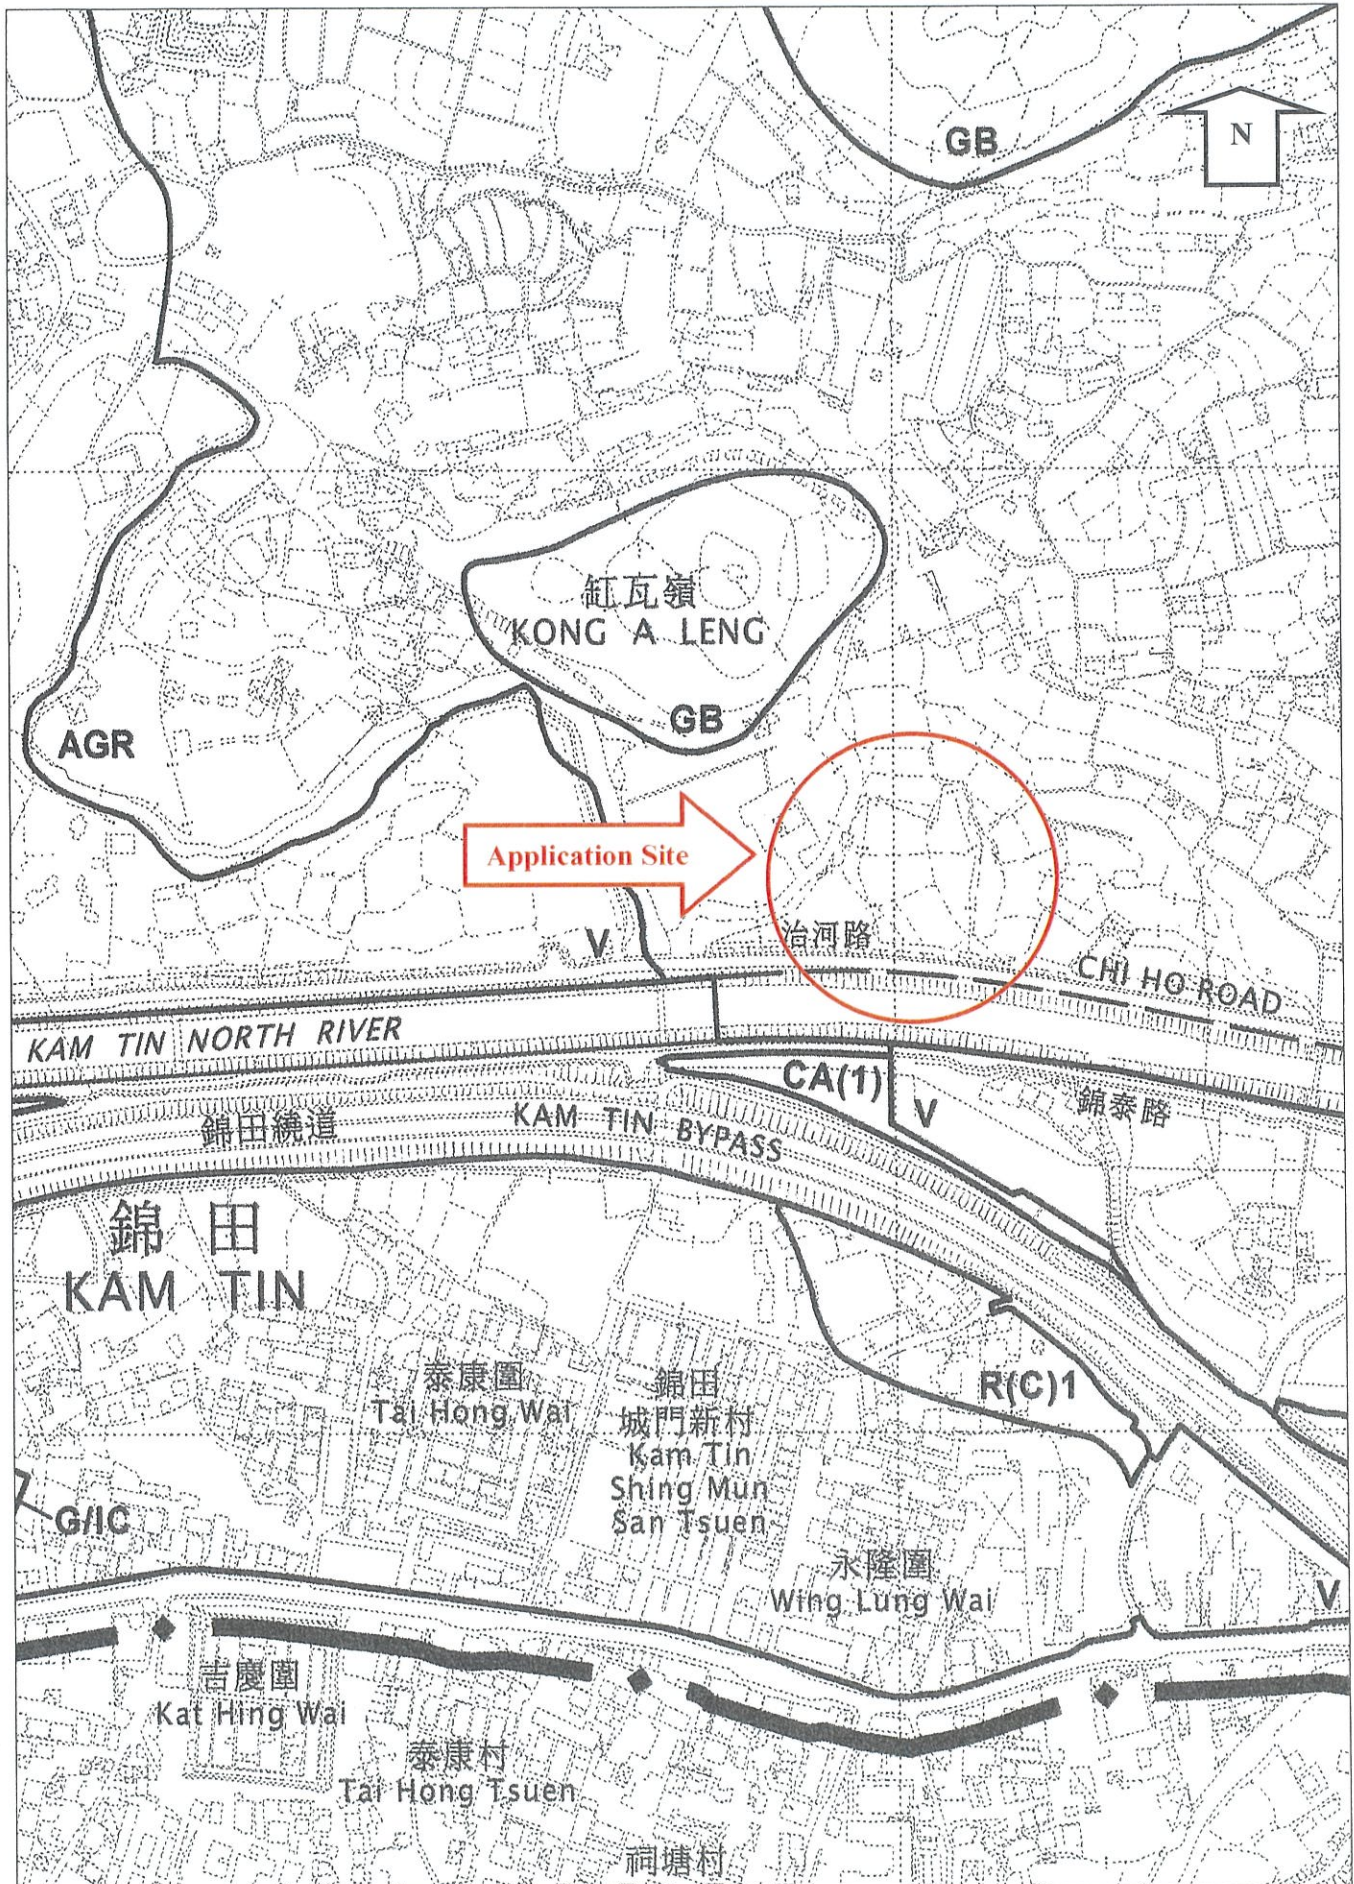 GB
N
缸瓦嶺
KONG A LENG
GB
AGR
Application Site
V
治河路
CHI HO ROAD
KAM TIN NORTH RIVER
CA(1)
V
錦泰路
錦田繞道
KAM TIN BYPASS
錦田
KAM TIN
泰康圍
Tai Hong Wai
錦田
城門新村
Kam Tin
Shing Mun
San Tsuen
R(C)1
G/IC
永隆圍
Wing Lung Wai
V
吉慶圍
Kat Hing Wai
泰康村
Tai Hong Tsuen
祠塘村